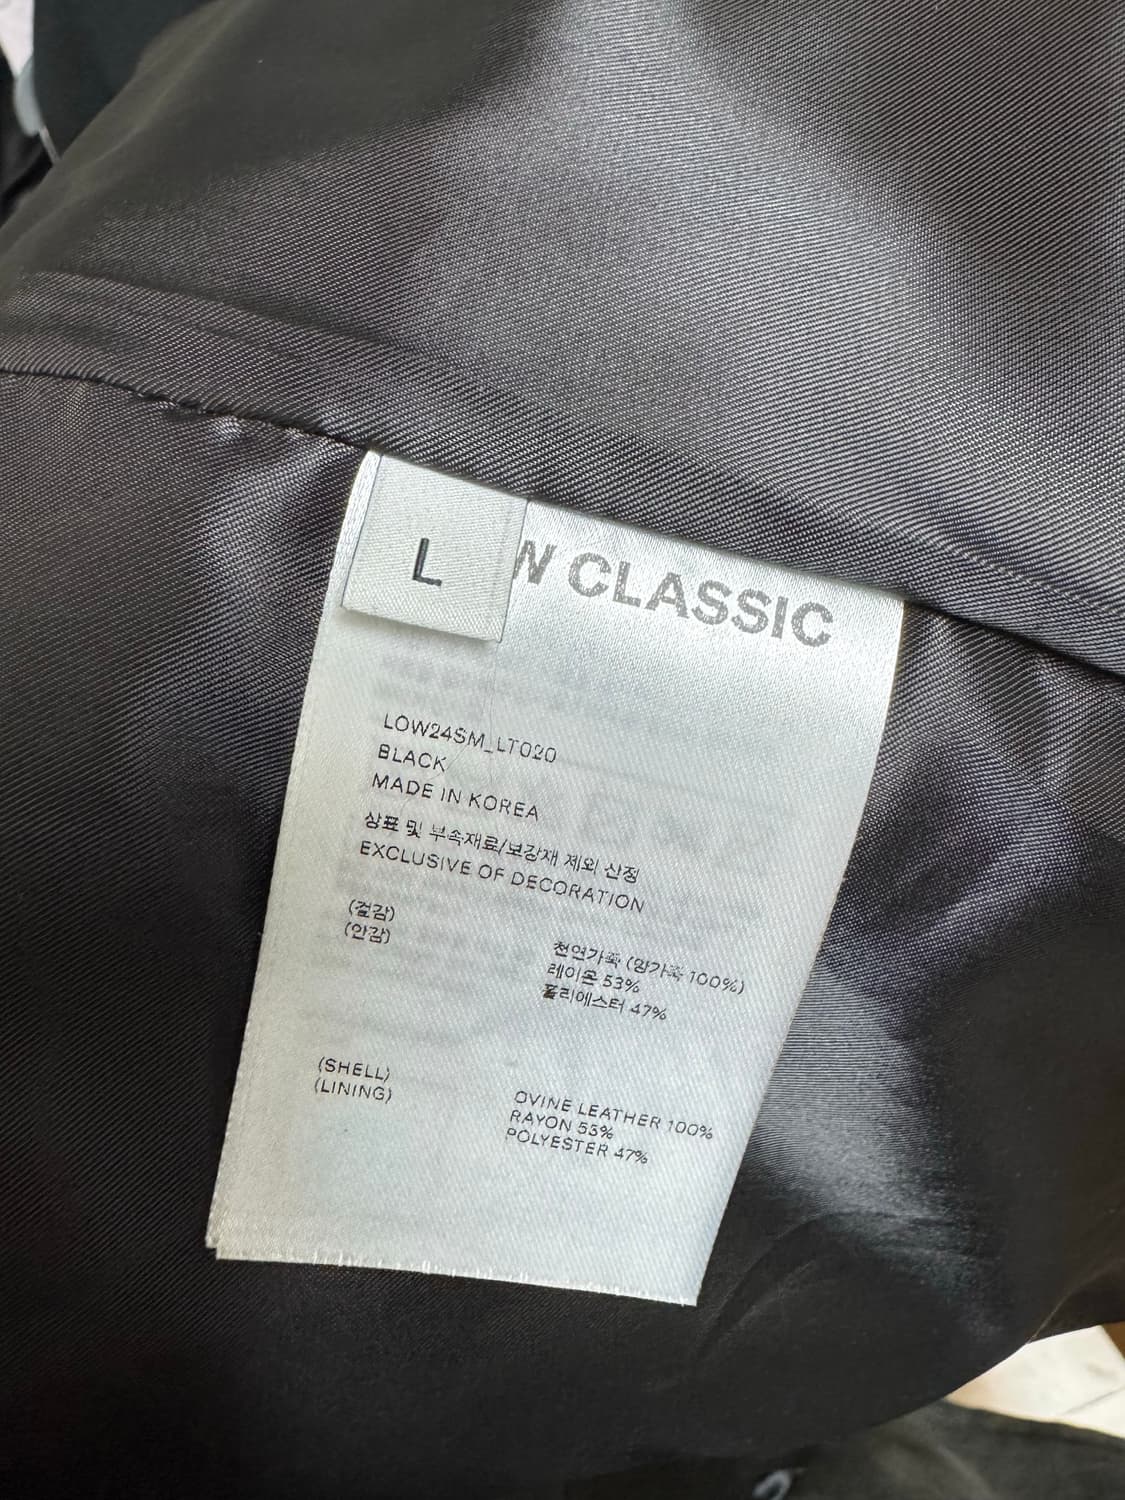 L
W CLASSIC
LOW24SM_LT020
BLACK
MADE IN KOREA
상표 및 부속재료/보강재 제외 산정
EXCLUSIVE OF DECORATION
(겉감)
(안감)
천연가죽 (양가죽 100%)
레이온 53%
폴리에스터 47%
(SHELL)
(LINING)
OVINE LEATHER 100%
RAYON 53%
POLYESTER 47%